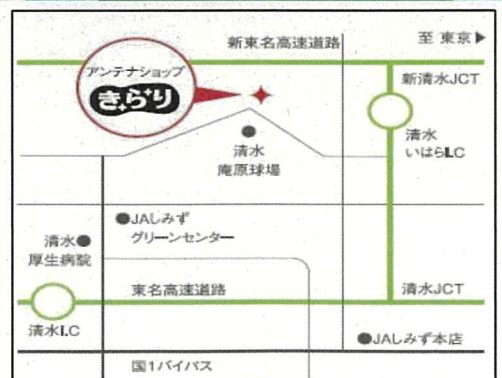 新東名高速道路
至 東京▶
アンテナショップ
きらり
新清水JCT
清水
いはらI.C
清水
庵原球場
●JAしみず
グリーンセンター
清水●
厚生病院
東名高速道路
清水JCT
清水I.C
●JAしみず本店
国1バイパス